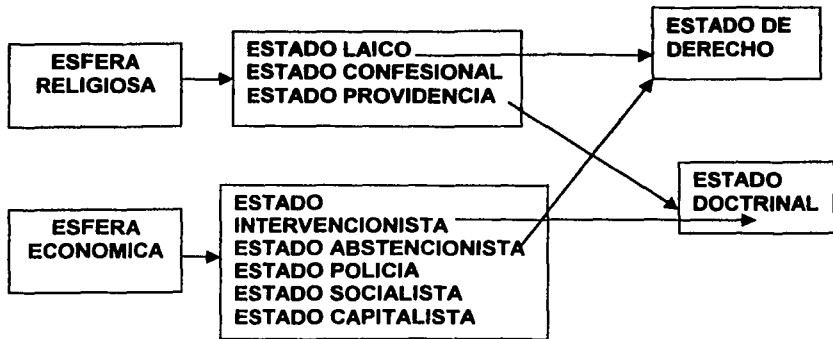 ESFERA
RELIGIOSA
ESTADO LAICO
ESTADO CONFESIONAL
ESTADO PROVIDENCIA
ESTADO DE
DERECHO
ESFERA
ECONOMICA
ESTADO
INTERVENCIONISTA
ESTADO ABSTENCIONISTA
ESTADO POLICIA
ESTADO SOCIALISTA
ESTADO CAPITALISTA
ESTADO
DOCTRINAL